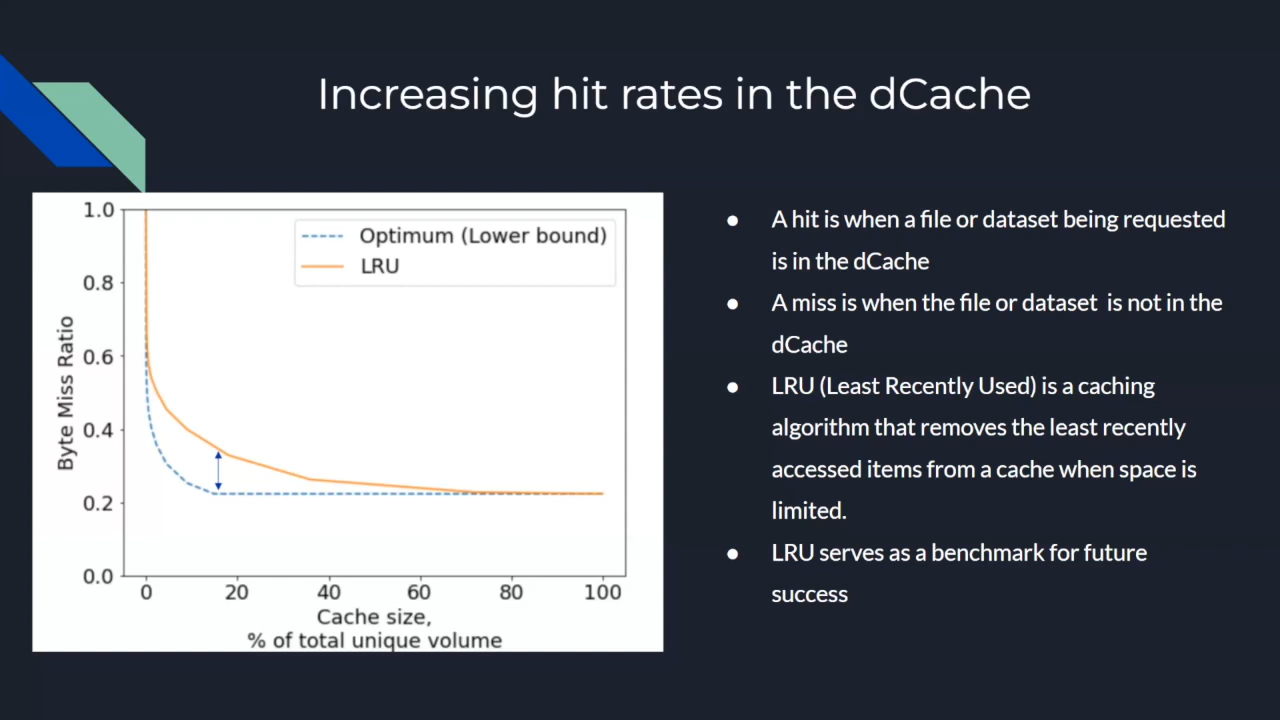 Increasing hit rates in the dCache
1.0
0.8
0.6
0.4
0.2
0.0
Byte Miss Ratio
Optimum (Lower bound)
LRU
0 20 40 60 80 100
Cache size,
% of total unique volume
● A hit is when a file or dataset being requested
is in the dCache
● A miss is when the file or dataset is not in the
dCache
● LRU (Least Recently Used) is a caching
algorithm that removes the least recently
accessed items from a cache when space is
limited.
● LRU serves as a benchmark for future
success